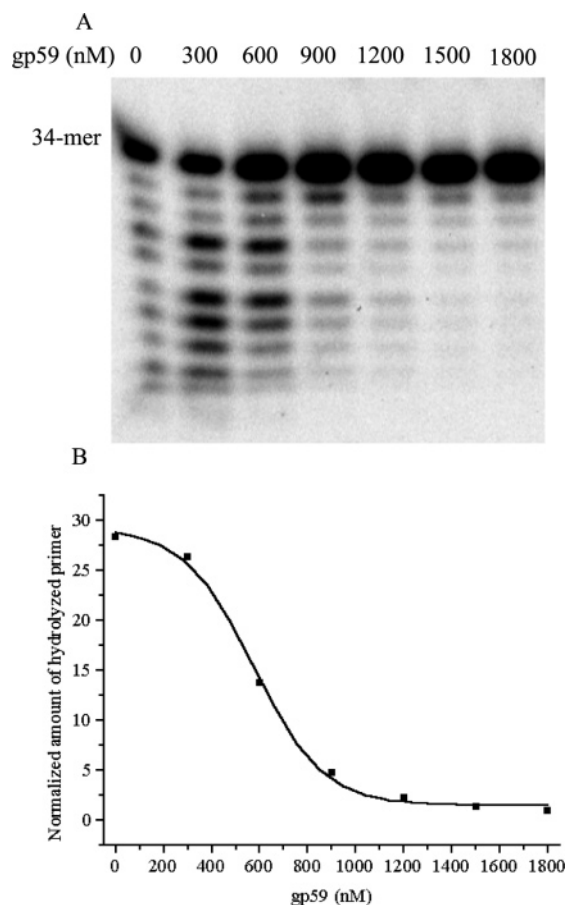 A
gp59 (nM) 0 300 600 900 1200 1500 1800
34-mer
B
Normalized amount of hydrolyzed primer
30
25
20
15
10
5
0
0 200 400 600 800 1000 1200 1400 1600 1800
gp59 (nM)